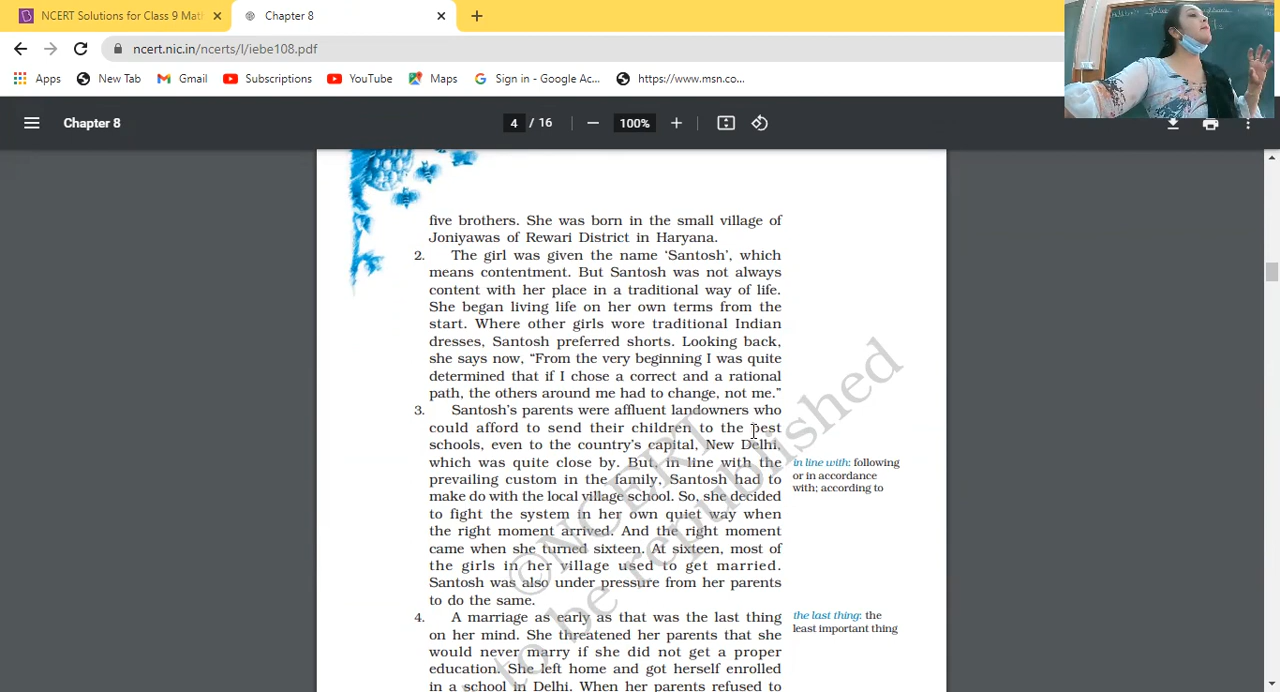 NCERT Solutions for Class 9 Mat
Chapter 8
ncert.nic.in/ncerts/l/iebe108.pdf
Apps
New Tab
Gmail
Subscriptions
YouTube
Maps
Sign in - Google Ac...
https://www.msn.co...
Chapter 8
4 / 16
100%
five brothers. She was born in the small village of
Joniyawas of Rewari District in Haryana.
2. The girl was given the name ‘Santosh’, which
means contentment. But Santosh was not always
content with her place in a traditional way of life.
She began living life on her own terms from the
start. Where other girls wore traditional Indian
dresses, Santosh preferred shorts. Looking back,
she says now, “From the very beginning I was quite
determined that if I chose a correct and a rational
path, the others around me had to change, not me.”
3. Santosh’s parents were affluent landowners who
could afford to send their children to the best
schools, even to the country’s capital, New Delhi,
which was quite close by. But, in line with the
prevailing custom in the family, Santosh had to
make do with the local village school. So, she decided
to fight the system in her own quiet way when
the right moment arrived. And the right moment
came when she turned sixteen. At sixteen, most of
the girls in her village used to get married.
Santosh was also under pressure from her parents
to do the same.
in line with: following
or in accordance
with; according to
4. A marriage as early as that was the last thing
on her mind. She threatened her parents that she
would never marry if she did not get a proper
education. She left home and got herself enrolled
in a school in Delhi. When her parents refused to
the last thing: the
least important thing
©NCERT
to be republished